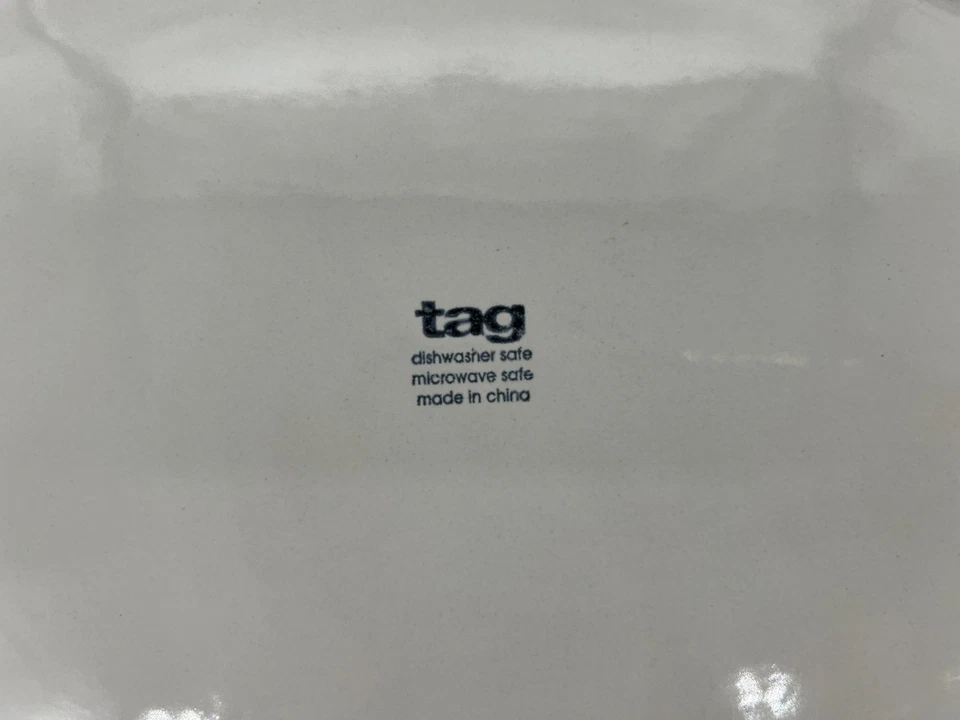 tag
dishwasher safe
microwave safe
made in china